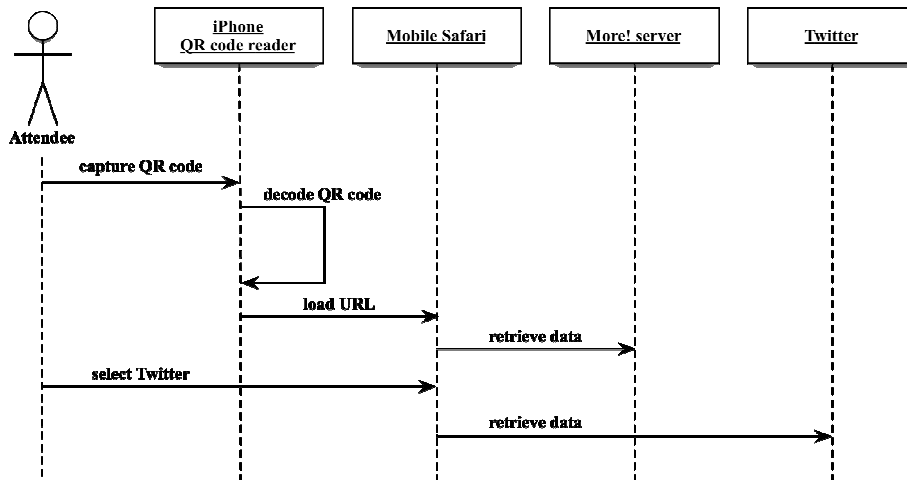 iPhone
QR code reader
Mobile Safari
More! server
Twitter
Attendee
capture QR code
decode QR code
load URL
retrieve data
select Twitter
retrieve data